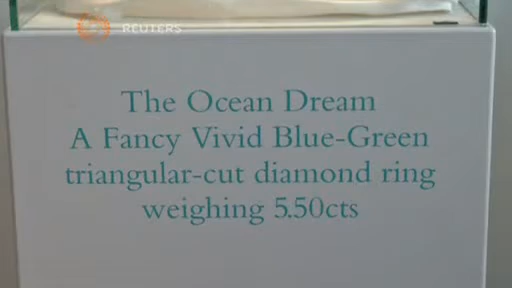 REUTERS
The Ocean Dream
A Fancy Vivid Blue-Green
triangular-cut diamond ring
weighing 5.50cts